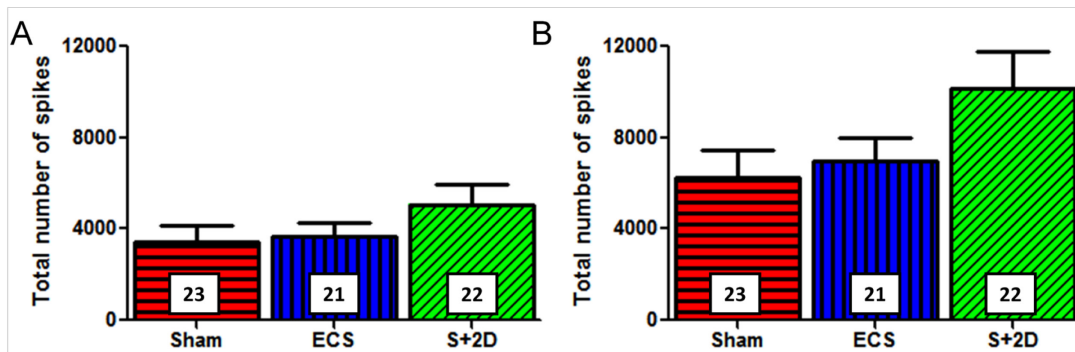 A
Total number of spikes
12000
8000
4000
0
23
21
22
Sham
ECS
S+2D
B
Total number of spikes
12000
8000
4000
0
23
21
22
Sham
ECS
S+2D